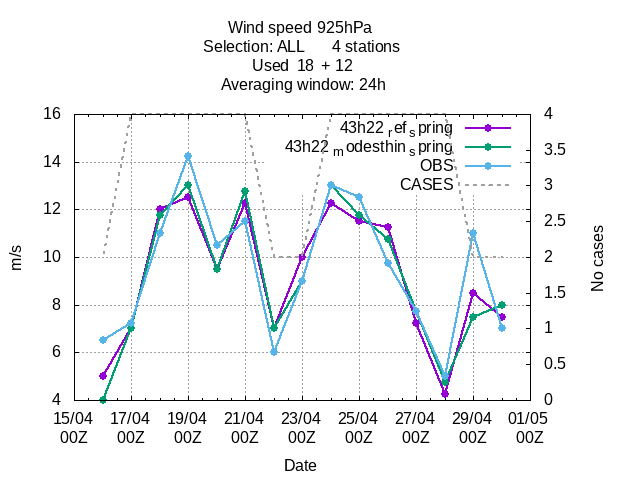 Wind speed 925hPa
Selection: ALL 4 stations
Used 18 + 12
Averaging window: 24h
43h22refspring
43h22modesthinspring
OBS
CASES
16
14
12
10
8
6
4
4
3.5
3
2.5
2
1.5
1
0.5
0
m/s
No cases
15/04 17/04 19/04 21/04 23/04 25/04 27/04 29/04 01/05
00Z 00Z 00Z 00Z 00Z 00Z 00Z 00Z 00Z
Date